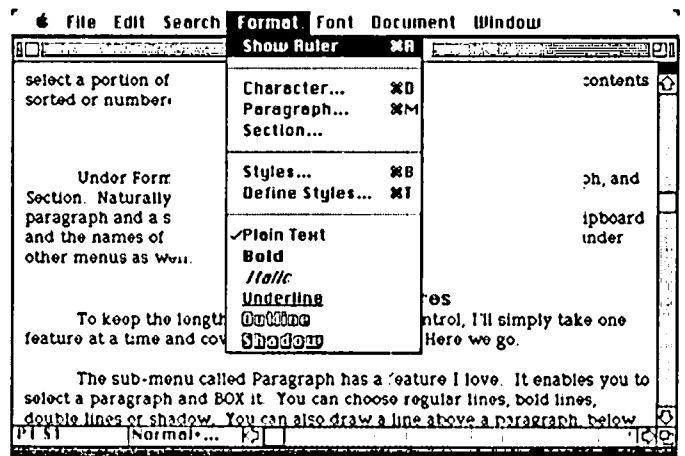 File Edit Search Format Font Document Window
Show Ruler ⌘R
Character... ⌘D
Paragraph... ⌘M
Section...
Styles... ⌘B
Define Styles... ⌘T
✓Plain Text
Bold
Italic
Underline
Outline
Shadow
select a portion of contents
sorted or number
Under Form ph, and
Section. Naturally
paragraph and a s ipboard
and the names of under
other menus as well.
res
To keep the length ntrol, I'll simply take one
feature at a time and cov Here we go.
The sub-menu called Paragraph has a feature I love. It enables you to
select a paragraph and BOX it. You can choose regular lines, bold lines,
double lines or shadow. You can also draw a line above a paragraph, below
P1 S1 Normal+...